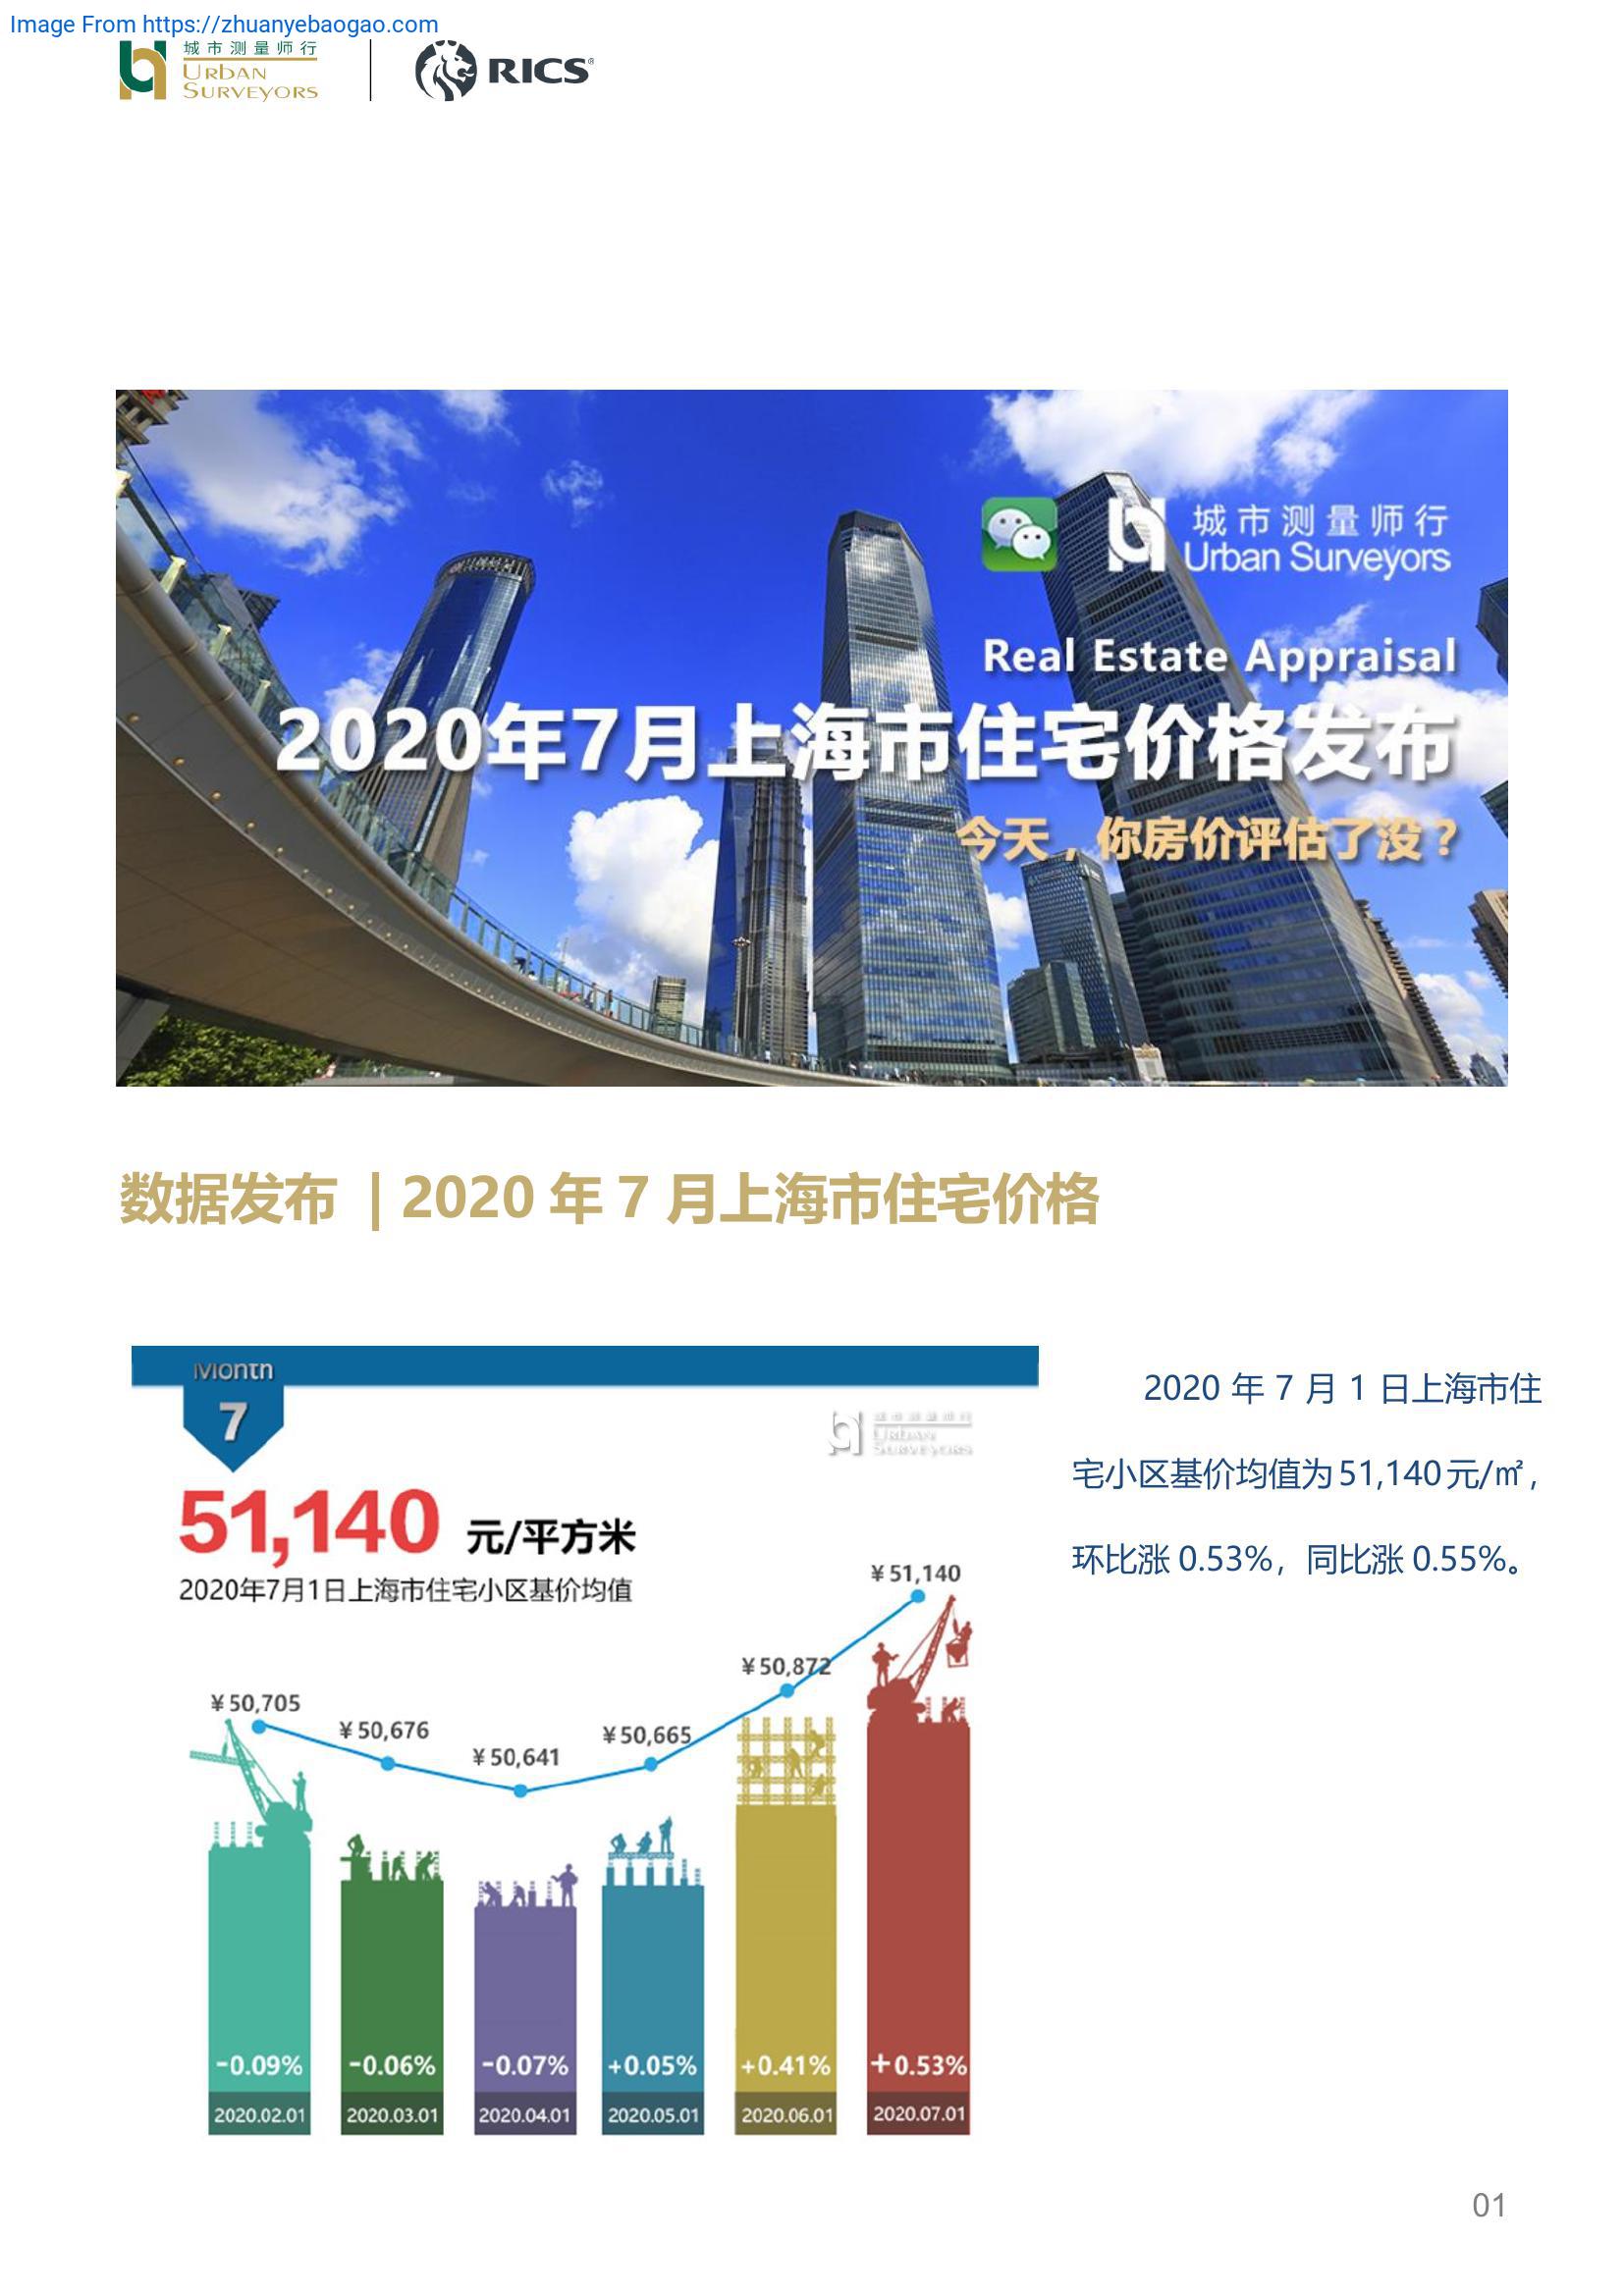 Image From https://zhuanyebaogao.com
城市测量师行
URBAN
SURVEYORS
RICS®
城市测量师行
Urban Surveyors
Real Estate Appraisal
2020年7月上海市住宅价格发布
今天，你房价评估了没？
数据发布 | 2020 年 7 月上海市住宅价格
Month
7
城市测量师行
URBAN
SURVEYORS
51,140 元/平方米
2020年7月1日上海市住宅小区基价均值
¥50,705
¥50,676
¥50,641
¥50,665
¥50,872
¥51,140
-0.09%
-0.06%
-0.07%
+0.05%
+0.41%
+0.53%
2020.02.01
2020.03.01
2020.04.01
2020.05.01
2020.06.01
2020.07.01
2020 年 7 月 1 日上海市住
宅小区基价均值为51,140元/㎡，
环比涨 0.53%，同比涨 0.55%。
01